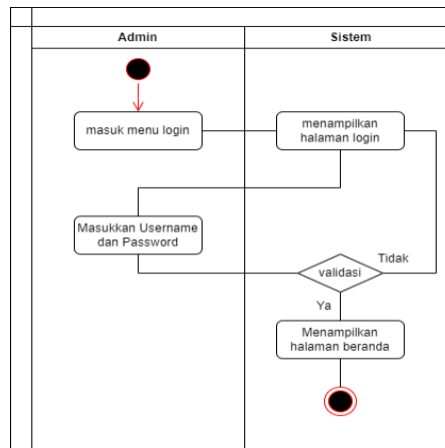 Admin
Sistem
masuk menu login
menampilkan
halaman login
Masukkan Username
dan Password
validasi
Tidak
Ya
Menampilkan
halaman beranda